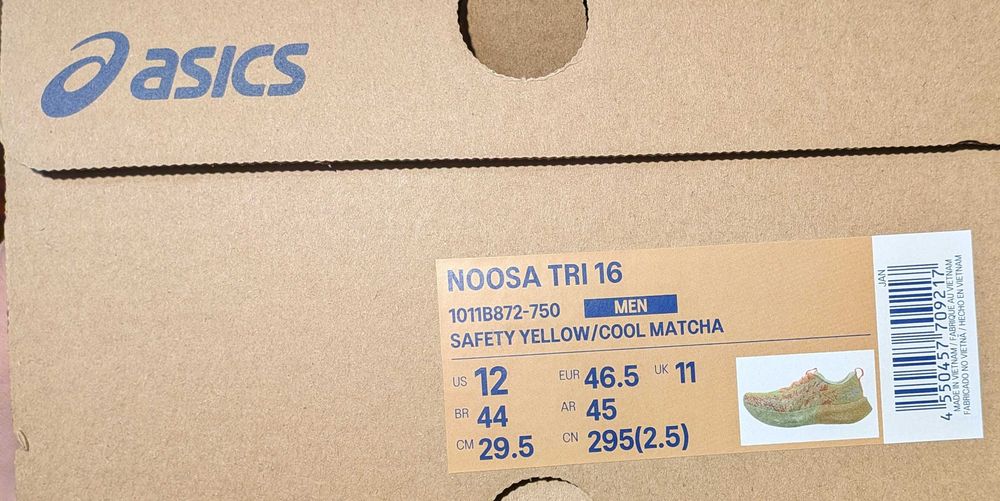 asics
NOOSA TRI 16
1011B872-750 MEN
SAFETY YELLOW/COOL MATCHA
US 12 EUR 46.5 UK 11
BR 44 AR 45
CM 29.5 CN 295(2.5)
JAN
4 550457 709217
MADE IN VIETNAM / FABRIQUÉ AU VIETNAM
FABRICADO NO VIETNÃ / HECHO EN VIETNAM